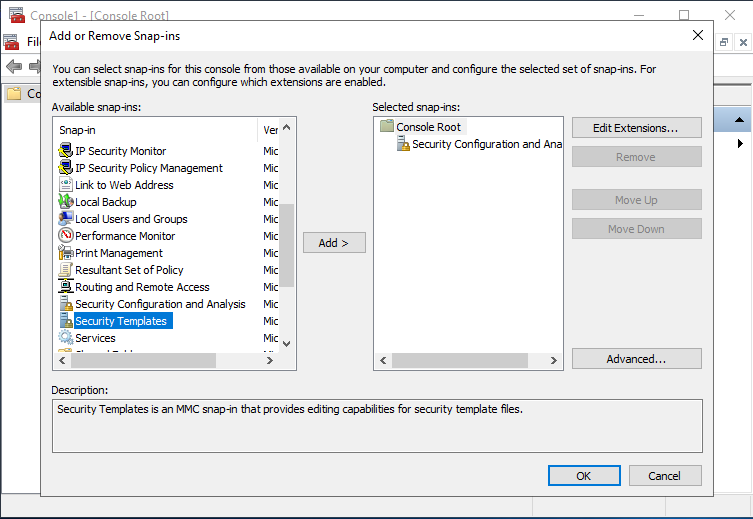 Console1 - [Console Root]
Fil
Add or Remove Snap-ins
You can select snap-ins for this console from those available on your computer and configure the selected set of snap-ins. For
extensible snap-ins, you can configure which extensions are enabled.
Available snap-ins:
Selected snap-ins:
Snap-in
Ver
IP Security Monitor
Mic
IP Security Policy Management
Mic
Link to Web Address
Mic
Local Backup
Mic
Local Users and Groups
Mic
Performance Monitor
Mic
Print Management
Mic
Resultant Set of Policy
Mic
Routing and Remote Access
Mic
Security Configuration and Analysis
Mic
Security Templates
Mic
Services
Mic
Add >
Console Root
Security Configuration and Ana
Edit Extensions...
Remove
Move Up
Move Down
Advanced...
Co
Description:
Security Templates is an MMC snap-in that provides editing capabilities for security template files.
OK
Cancel